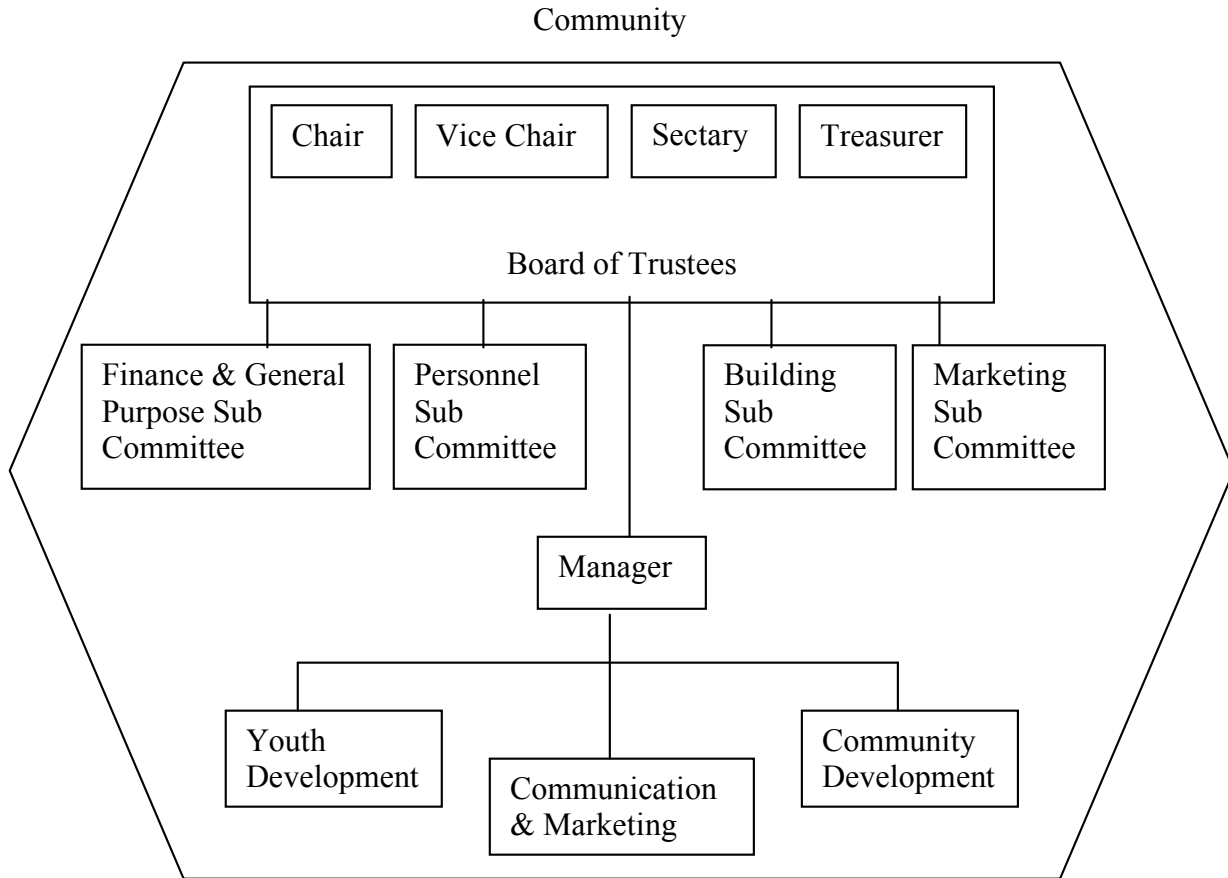 Community
Chair
Vice Chair
Sectary
Treasurer
Board of Trustees
Finance & General
Purpose Sub
Committee
Personnel
Sub
Committee
Building
Sub
Committee
Marketing
Sub
Committee
Manager
Youth
Development
Communication
& Marketing
Community
Development